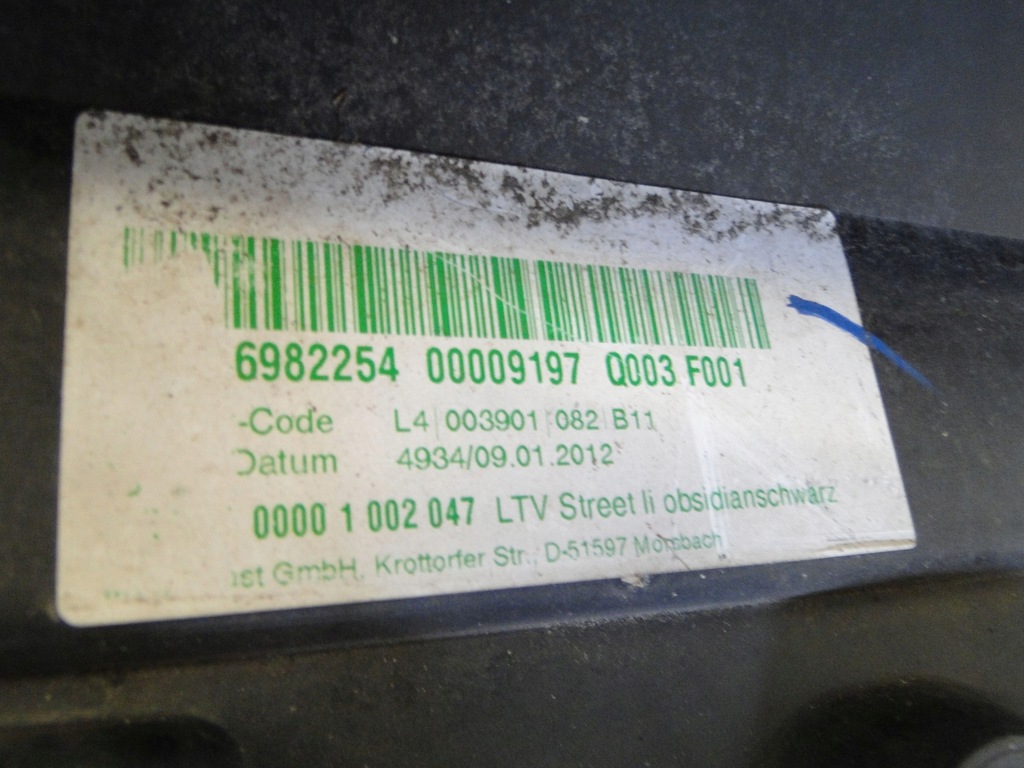 6982254 00009197 Q003 F001
-Code L4|003901|082|B11
Datum 4934/09.01.2012
0000 1 002 047 LTV Street li obsidianschwarz
GmbH, Krottorfer Str., D-51597 Morsbach